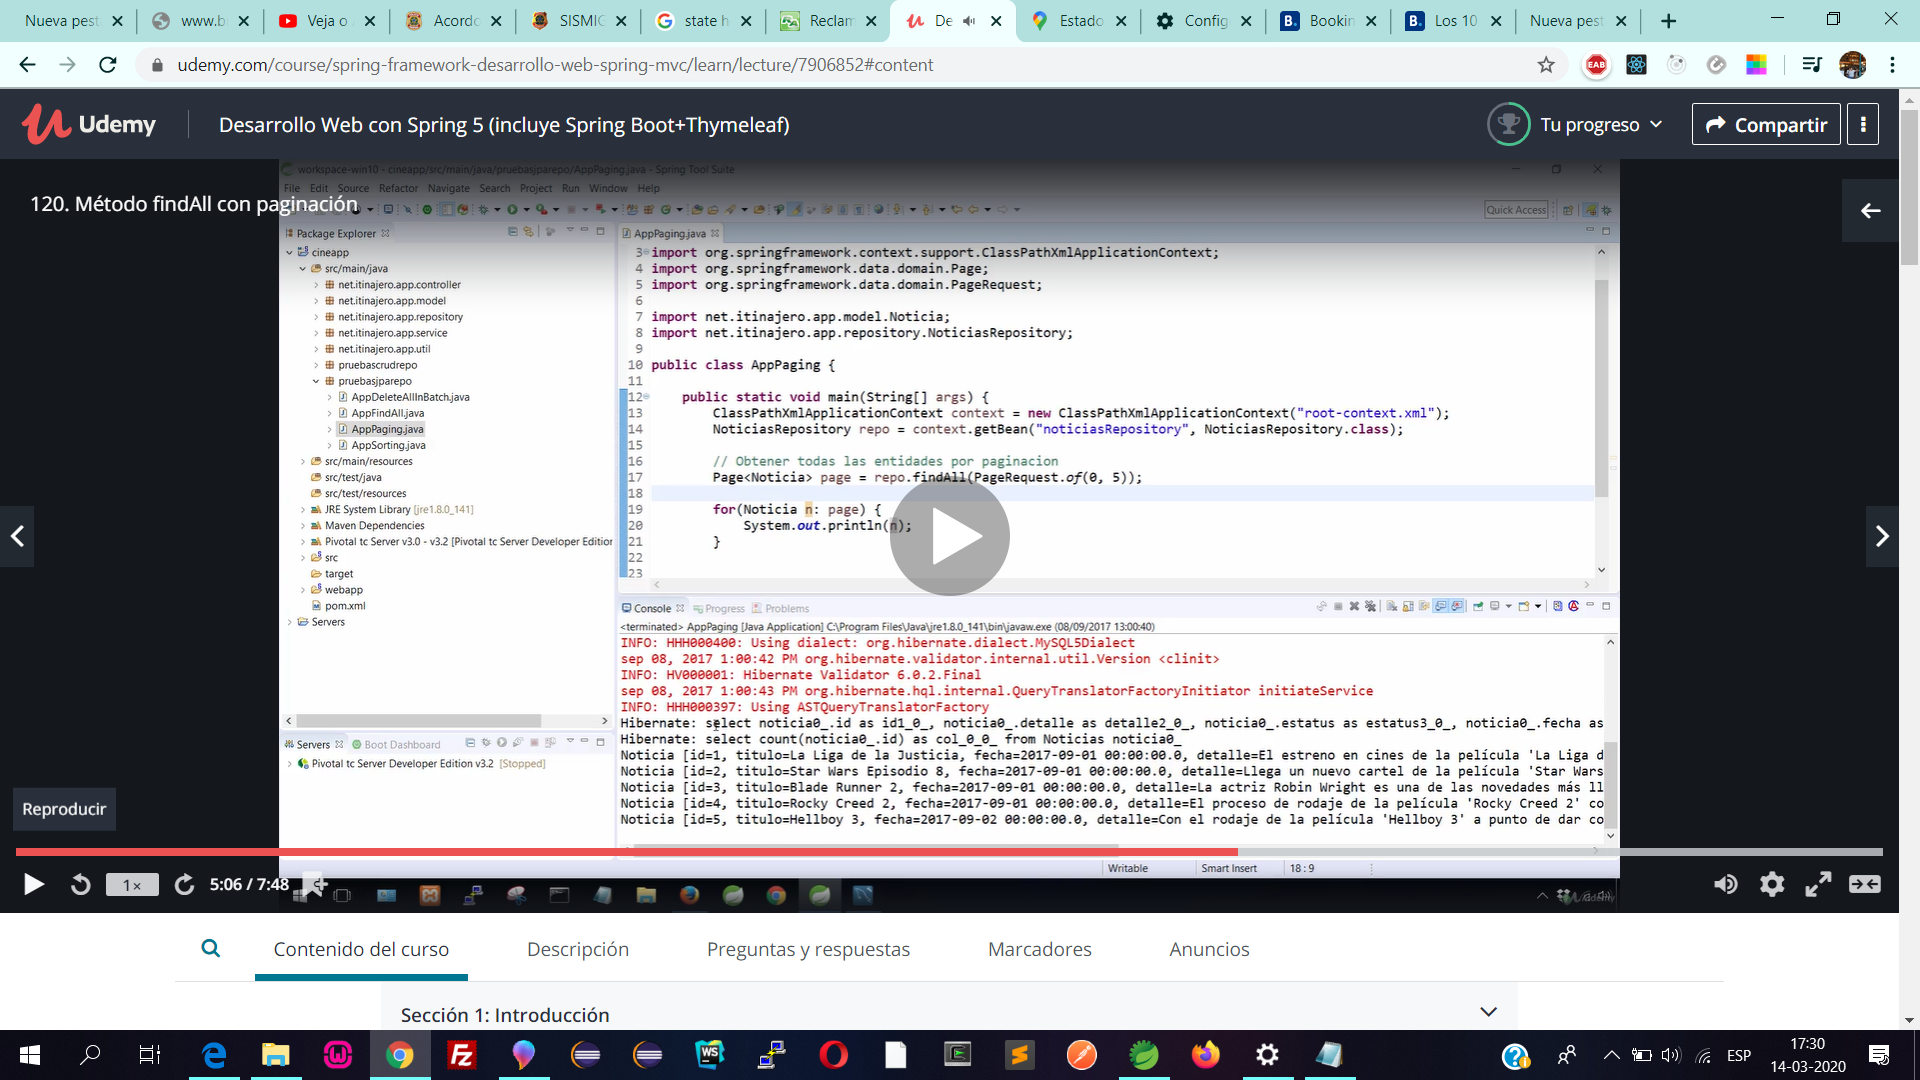 Nueva pest
www.b
Veja o
Acordo
SISMIG
state h
Reclam
De
Estado
Config
Bookin
Los 10
Nueva pest
udemy.com/course/spring-framework-desarrollo-web-spring-mvc/learn/lecture/7906852#content
EAB
Udemy
Desarrollo Web con Spring 5 (incluye Spring Boot+Thymeleaf)
Tu progreso
Compartir
workspace-win10 - cineapp/src/main/java/pruebasjparepo/AppPaging.java - Spring Tool Suite
File Edit Source Refactor Navigate Search Project Run Window Help
120. Método findAll con paginación
Quick Access
Package Explorer
cineapp
src/main/java
net.itinajero.app.controller
net.itinajero.app.model
net.itinajero.app.repository
net.itinajero.app.service
net.itinajero.app.util
pruebascrudrepo
pruebasjparepo
AppDeleteAllInBatch.java
AppFindAll.java
AppPaging.java
AppSorting.java
src/main/resources
src/test/java
src/test/resources
JRE System Library [jre1.8.0_141]
Maven Dependencies
Pivotal tc Server v3.0 - v3.2 [Pivotal tc Server Developer Edition
src
target
webapp
pom.xml
Servers
AppPaging.java
3 import org.springframework.context.support.ClassPathXmlApplicationContext;
4 import org.springframework.data.domain.Page;
5 import org.springframework.data.domain.PageRequest;
6
7 import net.itinajero.app.model.Noticia;
8 import net.itinajero.app.repository.NoticiasRepository;
9
10 public class AppPaging {
11
12 public static void main(String[] args) {
13 ClassPathXmlApplicationContext context = new ClassPathXmlApplicationContext("root-context.xml");
14 NoticiasRepository repo = context.getBean("noticiasRepository", NoticiasRepository.class);
15
16 // Obtener todas las entidades por paginacion
17 Page<Noticia> page = repo.findAll(PageRequest.of(0, 5));
18
19 for(Noticia n: page) {
20 System.out.println(n);
21 }
22
23
Servers
Boot Dashboard
Pivotal tc Server Developer Edition v3.2 [Stopped]
Console Progress Problems
<terminated> AppPaging [Java Application] C:\Program Files\Java\jre1.8.0_141\bin\javaw.exe (08/09/2017 13:00:40)
INFO: HHH000400: Using dialect: org.hibernate.dialect.MySQL5Dialect
sep 08, 2017 1:00:42 PM org.hibernate.validator.internal.util.Version <clinit>
INFO: HV000001: Hibernate Validator 6.0.2.Final
sep 08, 2017 1:00:43 PM org.hibernate.hql.internal.QueryTranslatorFactoryInitiator initiateService
INFO: HHH000397: Using ASTQueryTranslatorFactory
Hibernate: select noticia0_.id as id1_0_, noticia0_.detalle as detalle2_0_, noticia0_.estatus as estatus3_0_, noticia0_.fecha as
Hibernate: select count(noticia0_.id) as col_0_0_ from Noticias noticia0_
Noticia [id=1, titulo=La Liga de la Justicia, fecha=2017-09-01 00:00:00.0, detalle=El estreno en cines de la película 'La Liga d
Noticia [id=2, titulo=Star Wars Episodio 8, fecha=2017-09-01 00:00:00.0, detalle=Llega un nuevo cartel de la película 'Star Wars
Noticia [id=3, titulo=Blade Runner 2, fecha=2017-09-01 00:00:00.0, detalle=La actriz Robin Wright es una de las novedades más ll
Noticia [id=4, titulo=Rocky Creed 2, fecha=2017-09-01 00:00:00.0, detalle=El proceso de rodaje de la película 'Rocky Creed 2' co
Noticia [id=5, titulo=Hellboy 3, fecha=2017-09-02 00:00:00.0, detalle=Con el rodaje de la película 'Hellboy 3' a punto de dar co
Reproducir
Writable Smart Insert 18 : 9
1×
5:06 / 7:48
Udemy
Contenido del curso
Descripción
Preguntas y respuestas
Marcadores
Anuncios
Sección 1: Introducción
ESP
17:30
14-03-2020